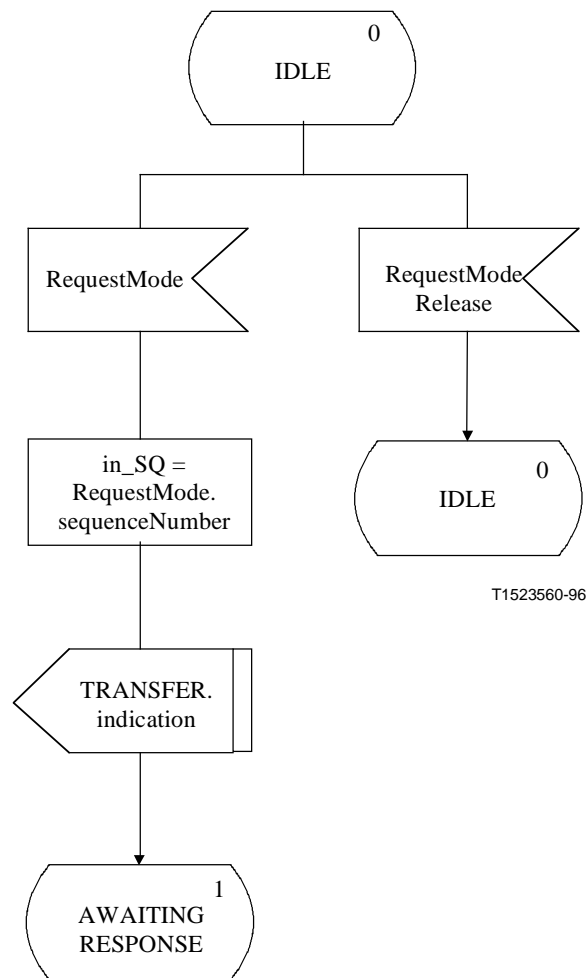 0
IDLE
RequestMode
RequestMode
Release
in_SQ =
RequestMode.
sequenceNumber
0
IDLE
T1523560-96
TRANSFER.
indication
1
AWAITING
RESPONSE